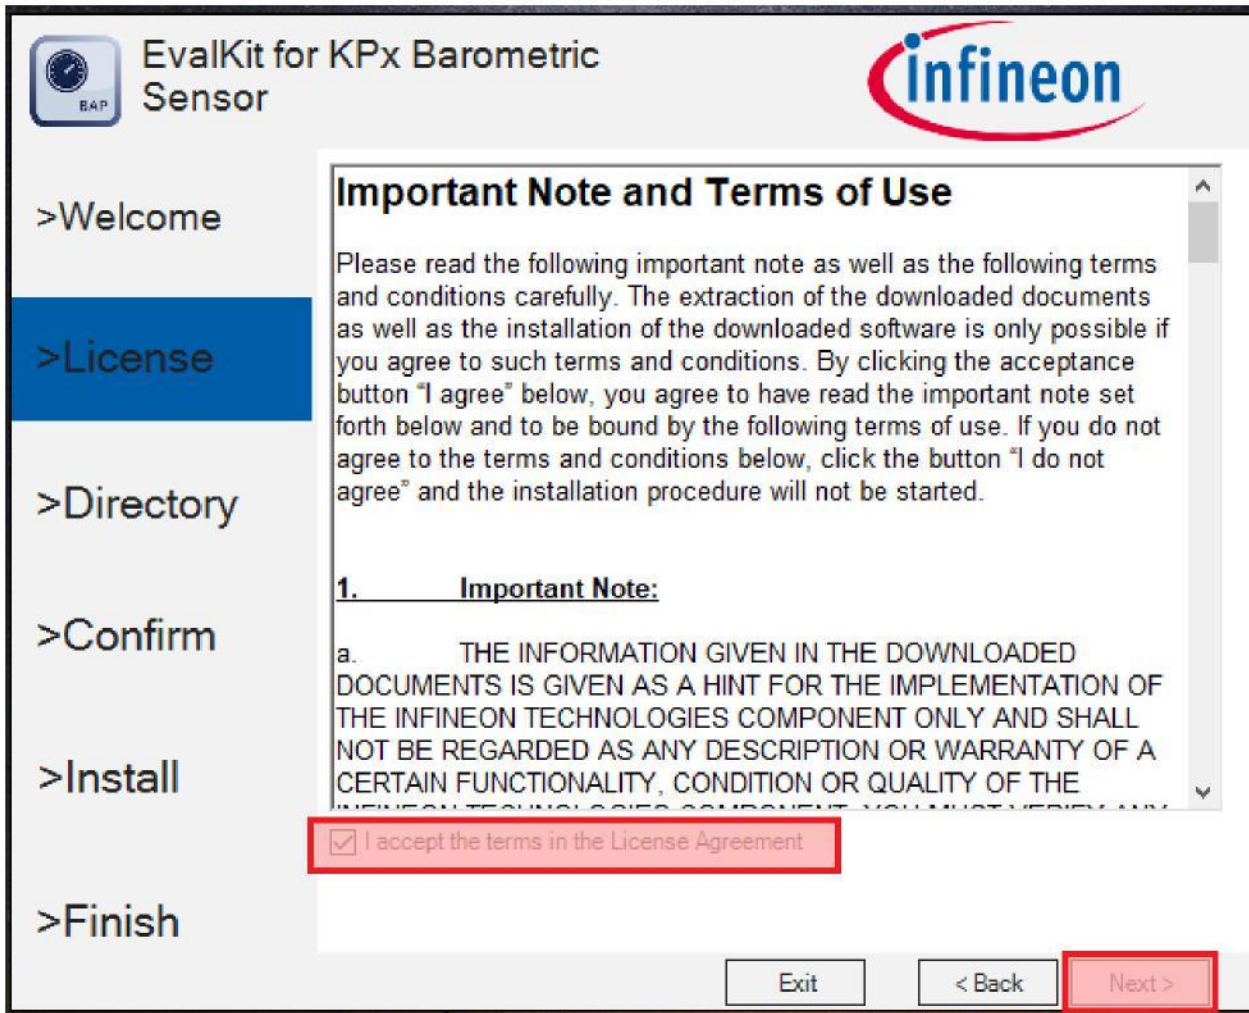 EvalKit for KPx Barometric
Sensor
BAP
infineon
>Welcome
>License
>Directory
>Confirm
>Install
>Finish
Important Note and Terms of Use
Please read the following important note as well as the following terms
and conditions carefully. The extraction of the downloaded documents
as well as the installation of the downloaded software is only possible if
you agree to such terms and conditions. By clicking the acceptance
button “I agree” below, you agree to have read the important note set
forth below and to be bound by the following terms of use. If you do not
agree to the terms and conditions below, click the button “I do not
agree” and the installation procedure will not be started.
1. Important Note:
a. THE INFORMATION GIVEN IN THE DOWNLOADED
DOCUMENTS IS GIVEN AS A HINT FOR THE IMPLEMENTATION OF
THE INFINEON TECHNOLOGIES COMPONENT ONLY AND SHALL
NOT BE REGARDED AS ANY DESCRIPTION OR WARRANTY OF A
CERTAIN FUNCTIONALITY, CONDITION OR QUALITY OF THE
INFINEON TECHNOLOGIES COMPONENT. YOU MUST VERIFY ANY
I accept the terms in the License Agreement
Exit
< Back
Next >